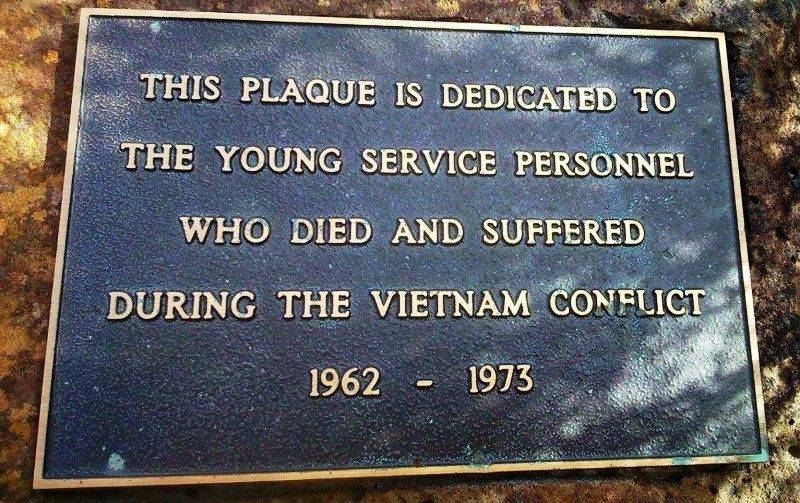 THIS PLAQUE IS DEDICATED TO
THE YOUNG SERVICE PERSONNEL
WHO DIED AND SUFFERED
DURING THE VIETNAM CONFLICT
1962 - 1973